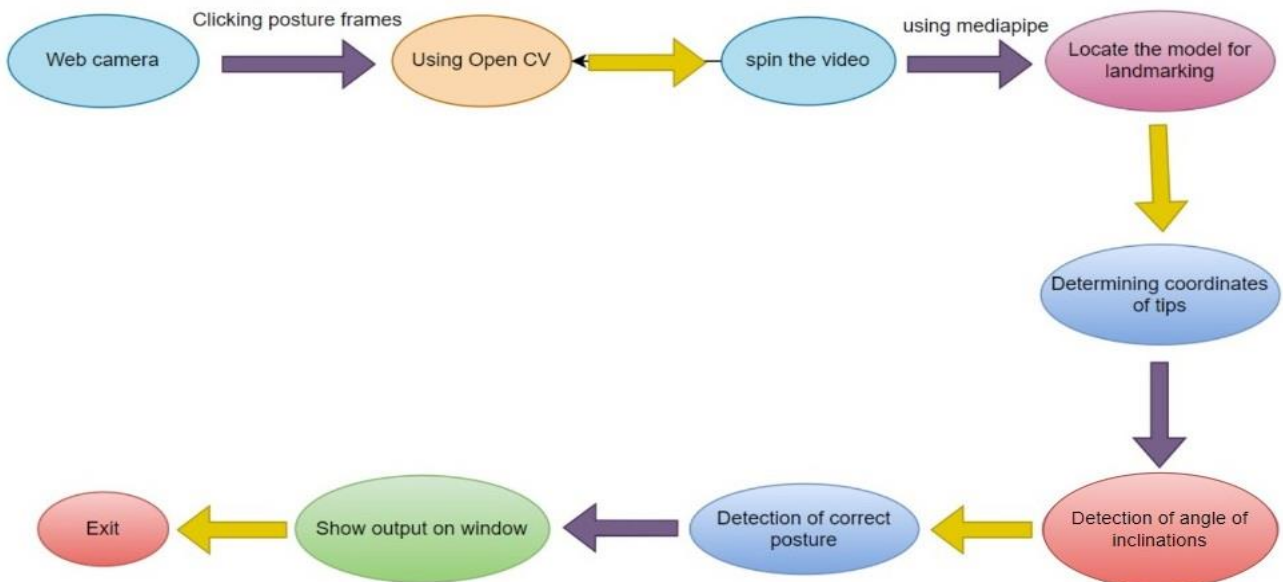 Clicking posture frames
Web camera
Using Open CV
spin the video
using mediapipe
Locate the model for
landmarking
Determining coordinates
of tips
Detection of angle of
inclinations
Detection of correct
posture
Show output on window
Exit